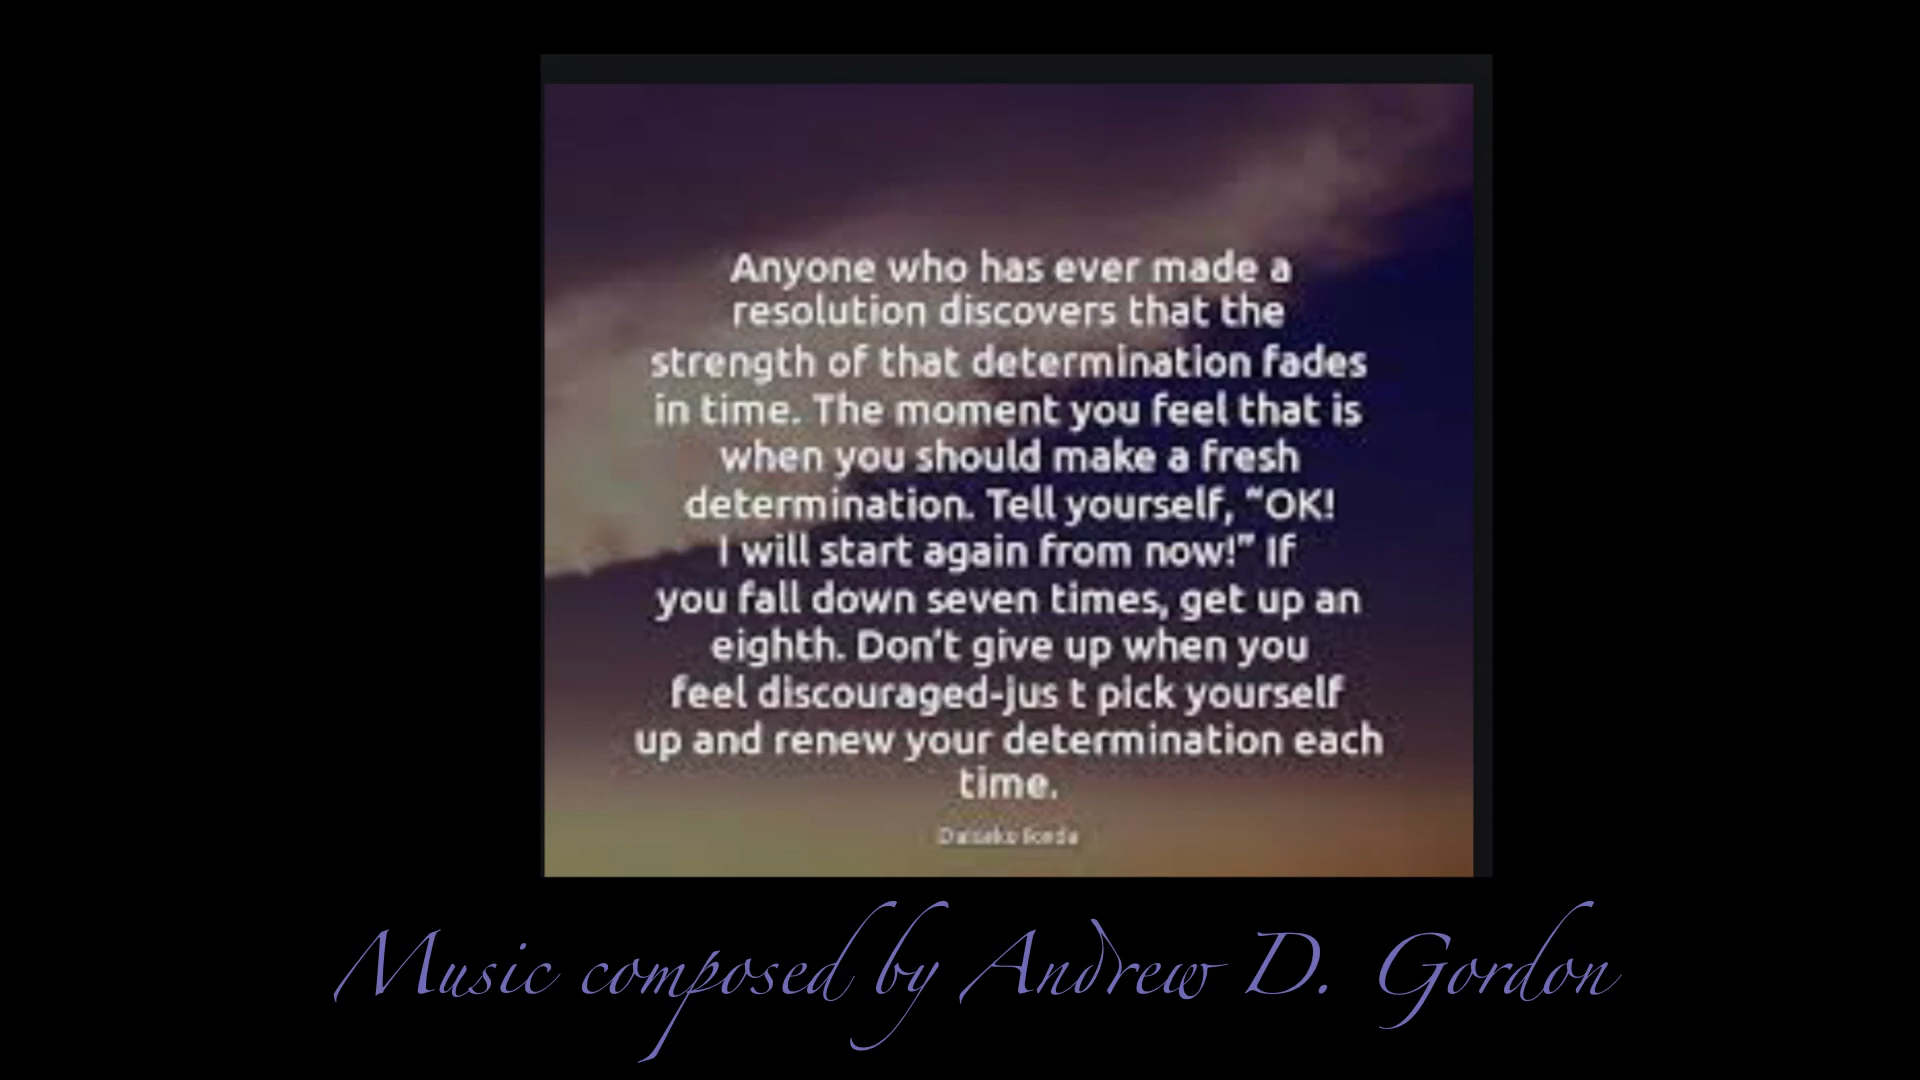 Anyone who has ever made a
resolution discovers that the
strength of that determination fades
in time. The moment you feel that is
when you should make a fresh
determination. Tell yourself, “OK!
I will start again from now!” If
you fall down seven times, get up an
eighth. Don’t give up when you
feel discouraged-jus t pick yourself
up and renew your determination each
time.
Daisaku Ikeda
Music composed by Andrew D. Gordon